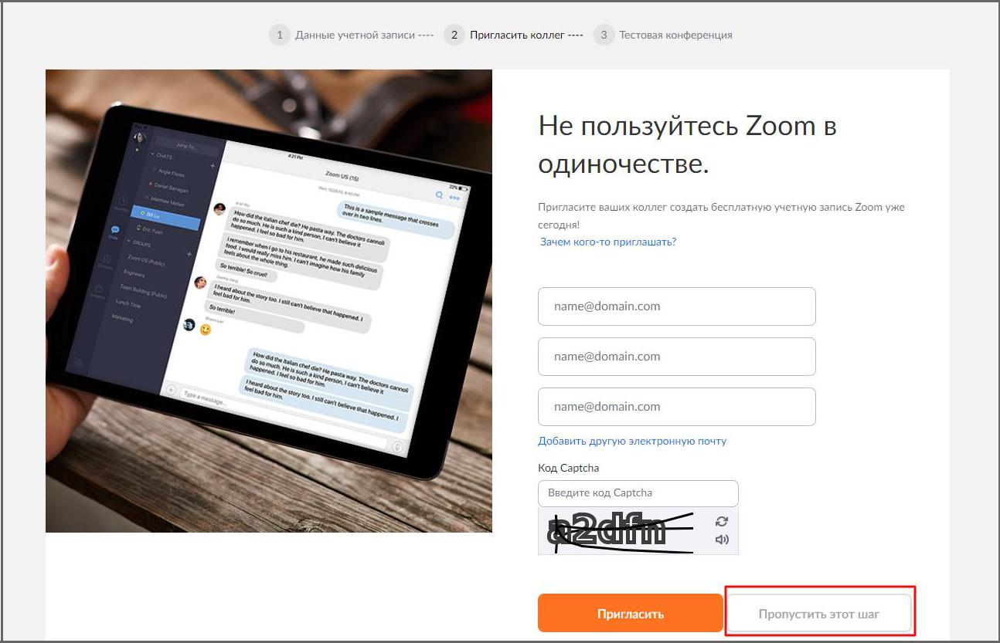 1 Данные учетной записи ---- 2 Пригласить коллег ---- 3 Тестовая конференция
Jump To...
4:21 PM
22%
CHATS
Angie Flores
Daniel Barragan
Matthew Metser
Bill Lu
Eric Yuan
GROUPS
Zoom US (Public)
Engineers
Team Building (Public)
Lunch Time
Marketing
Chats
Zoom US (15)
This is a sample message that crosses
over in two lines.
How did the Italian chef die? He pasta way. The doctors cannoli
do so much. He is such a kind person, I can't believe it
happened. I feel so bad for him.
I remember when I go to his restaurant, he made such delicious
food. I would really miss him. I can't imagine how his family
feels about the whole thing.
So terrible! So cruel!
I heard about the story too. I still can't believe that happened. I
feel bad for him.
So terrible!
How did the Italian chef die? He pasta way. The doctors cannoli
do so much. He is such a kind person, I can't believe it
happened. I feel so bad for him.
I heard about the story too. I still can't believe that happened. I
feel bad for him.
Type a message...
Не пользуйтесь Zoom в
одиночестве.
Пригласите ваших коллег создать бесплатную учетную запись Zoom уже
сегодня!
Зачем кого-то приглашать?
name@domain.com
name@domain.com
name@domain.com
Добавить другую электронную почту
Код Captcha
Введите код Captcha
a2dfn
Пригласить
Пропустить этот шаг